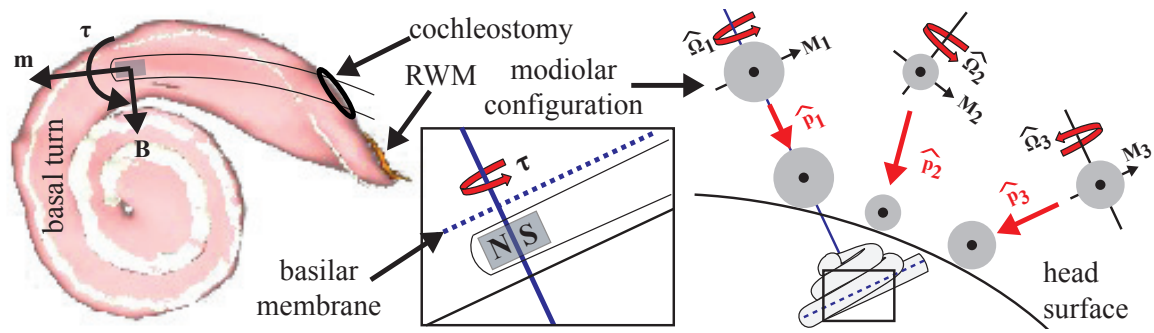 τ
m
B
basal turn
cochleostomy
RWM
modiolar
configuration
τ
N S
basilar
membrane
Ω̂1
M1
p̂1
Ω̂2
M2
p̂2
Ω̂3
M3
p̂3
head
surface